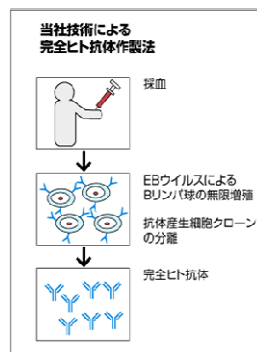 当社技術による
完全ヒト抗体作製法
採血
EBウイルスによる
Bリンパ球の無限増殖
抗体産生細胞クローン
の分離
完全ヒト抗体